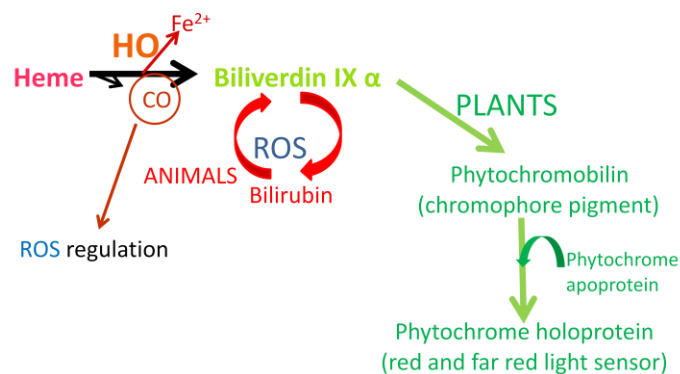 Fe2+
HO
Heme
Biliverdin IX α
CO
PLANTS
ROS
ANIMALS
Bilirubin
Phytochromobilin
(chromophore pigment)
ROS regulation
Phytochrome
apoprotein
Phytochrome holoprotein
(red and far red light sensor)